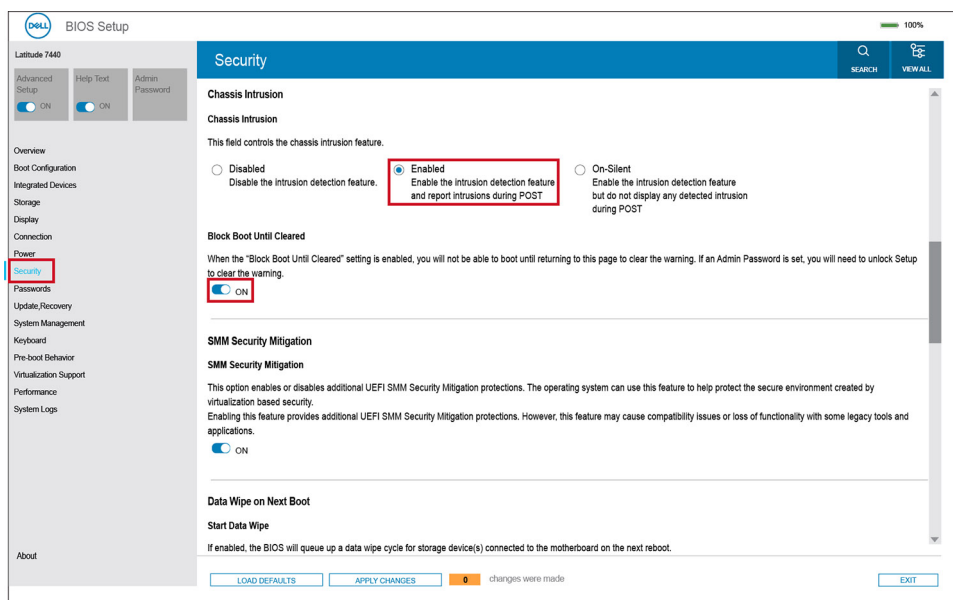 DELL
BIOS Setup
100%
Latitude 7440
Advanced Setup
ON
Help Text
ON
Admin Password
Overview
Boot Configuration
Integrated Devices
Storage
Display
Connection
Power
Security
Passwords
Update,Recovery
System Management
Keyboard
Pre-boot Behavior
Virtualization Support
Performance
System Logs
About
Security
SEARCH
VIEW ALL
Chassis Intrusion
Chassis Intrusion
This field controls the chassis intrusion feature.
Disabled
Disable the intrusion detection feature.
Enabled
Enable the intrusion detection feature
and report intrusions during POST
On-Silent
Enable the intrusion detection feature
but do not display any detected intrusion
during POST
Block Boot Until Cleared
When the “Block Boot Until Cleared” setting is enabled, you will not be able to boot until returning to this page to clear the warning. If an Admin Password is set, you will need to unlock Setup
to clear the warning.
ON
SMM Security Mitigation
SMM Security Mitigation
This option enables or disables additional UEFI SMM Security Mitigation protections. The operating system can use this feature to help protect the secure environment created by
virtualization based security.
Enabling this feature provides additional UEFI SMM Security Mitigation protections. However, this feature may cause compatibility issues or loss of functionality with some legacy tools and
applications.
ON
Data Wipe on Next Boot
Start Data Wipe
If enabled, the BIOS will queue up a data wipe cycle for storage device(s) connected to the motherboard on the next reboot.
LOAD DEFAULTS
APPLY CHANGES
0 changes were made
EXIT